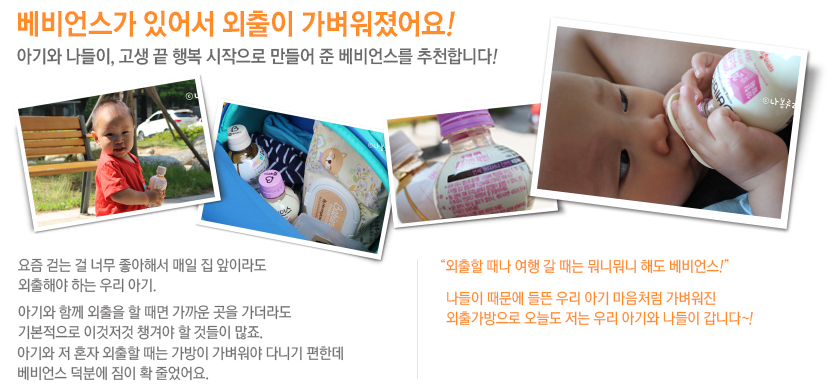 베비언스가 있어서 외출이 가벼워졌어요!
아기와 나들이, 고생 끝 행복 시작으로 만들어 준 베비언스를 추천합니다!
요즘 걷는 걸 너무 좋아해서 매일 집 앞이라도
외출해야 하는 우리 아기.
아기와 함께 외출을 할 때면 가까운 곳을 가더라도
기본적으로 이것저것 챙겨야 할 것들이 많죠.
아기와 저 혼자 외출할 때는 가방이 가벼워야 다니기 편한데
베비언스 덕분에 짐이 확 줄었어요.
“외출할 때나 여행 갈 때는 뭐니뭐니 해도 베비언스!”
나들이 때문에 들뜬 우리 아기 마음처럼 가벼워진
외출가방으로 오늘도 저는 우리 아기와 나들이 갑니다~!